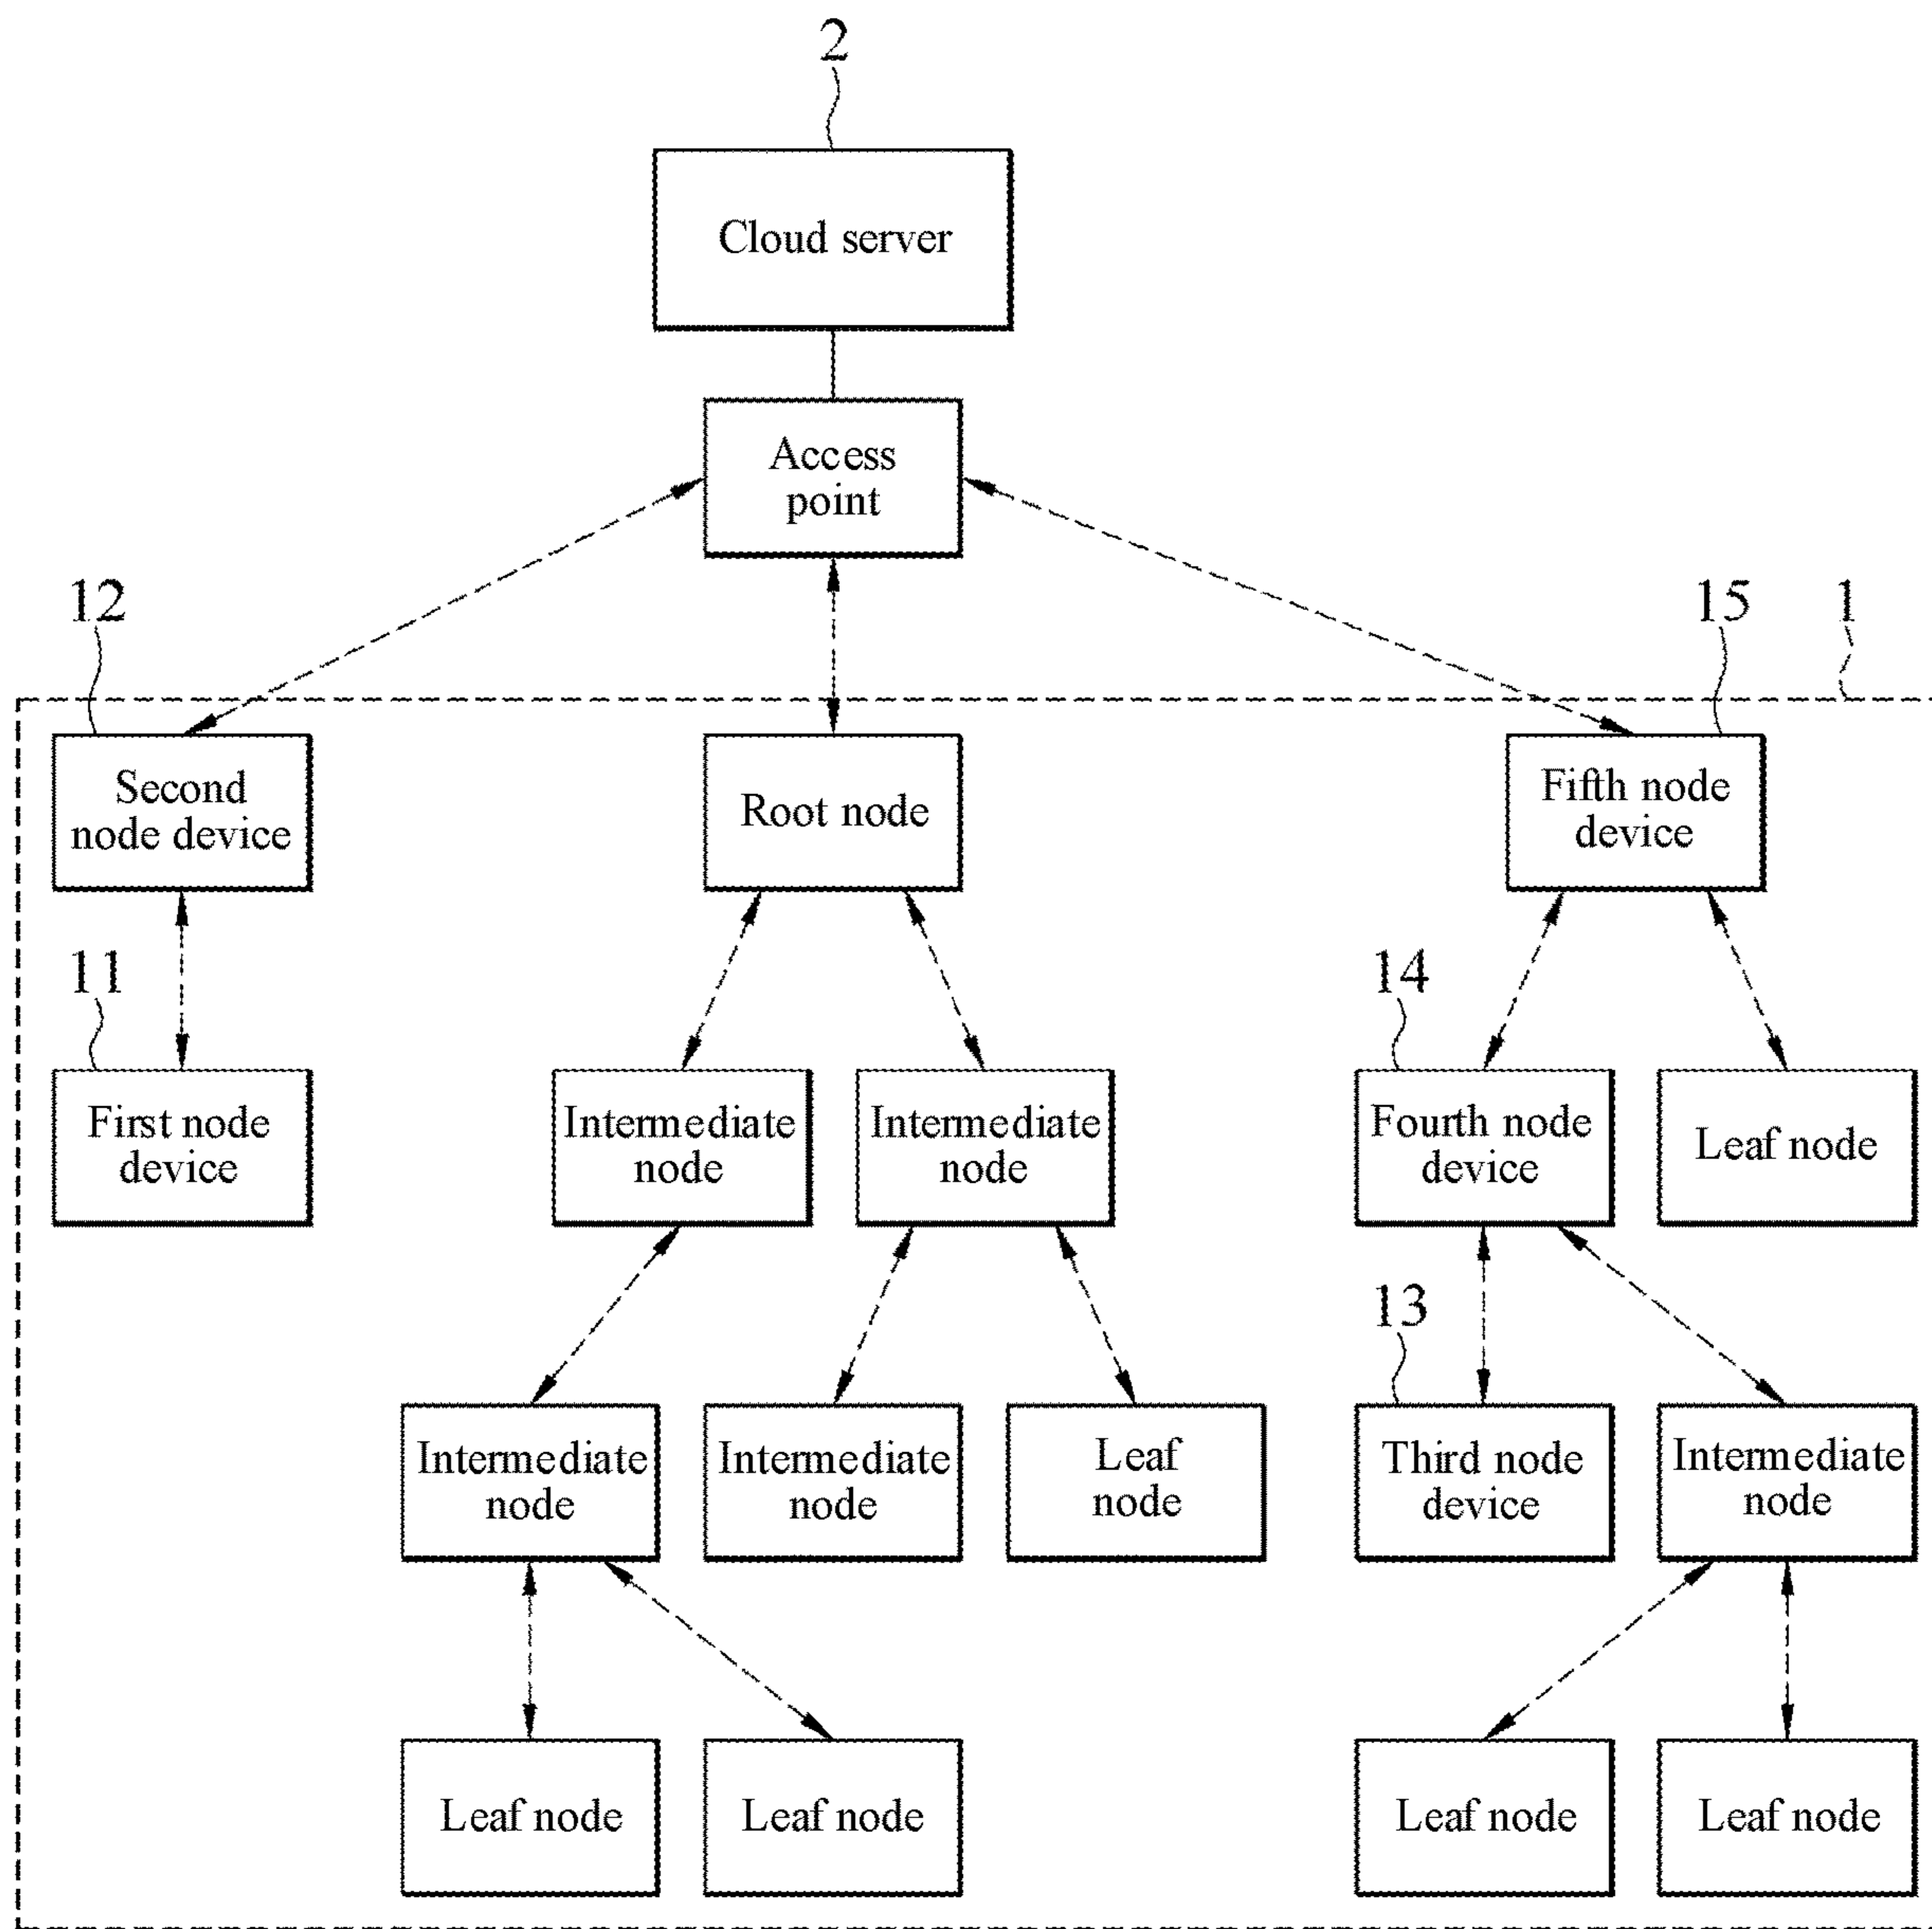 2
Cloud server
Access
point
12
15
1
Second
node device
Root node
Fifth node
device
11
14
First node
device
Intermediate
node
Intermediate
node
Fourth node
device
Leaf node
13
Intermediate
node
Intermediate
node
Leaf
node
Third node
device
Intermediate
node
Leaf node
Leaf node
Leaf node
Leaf node